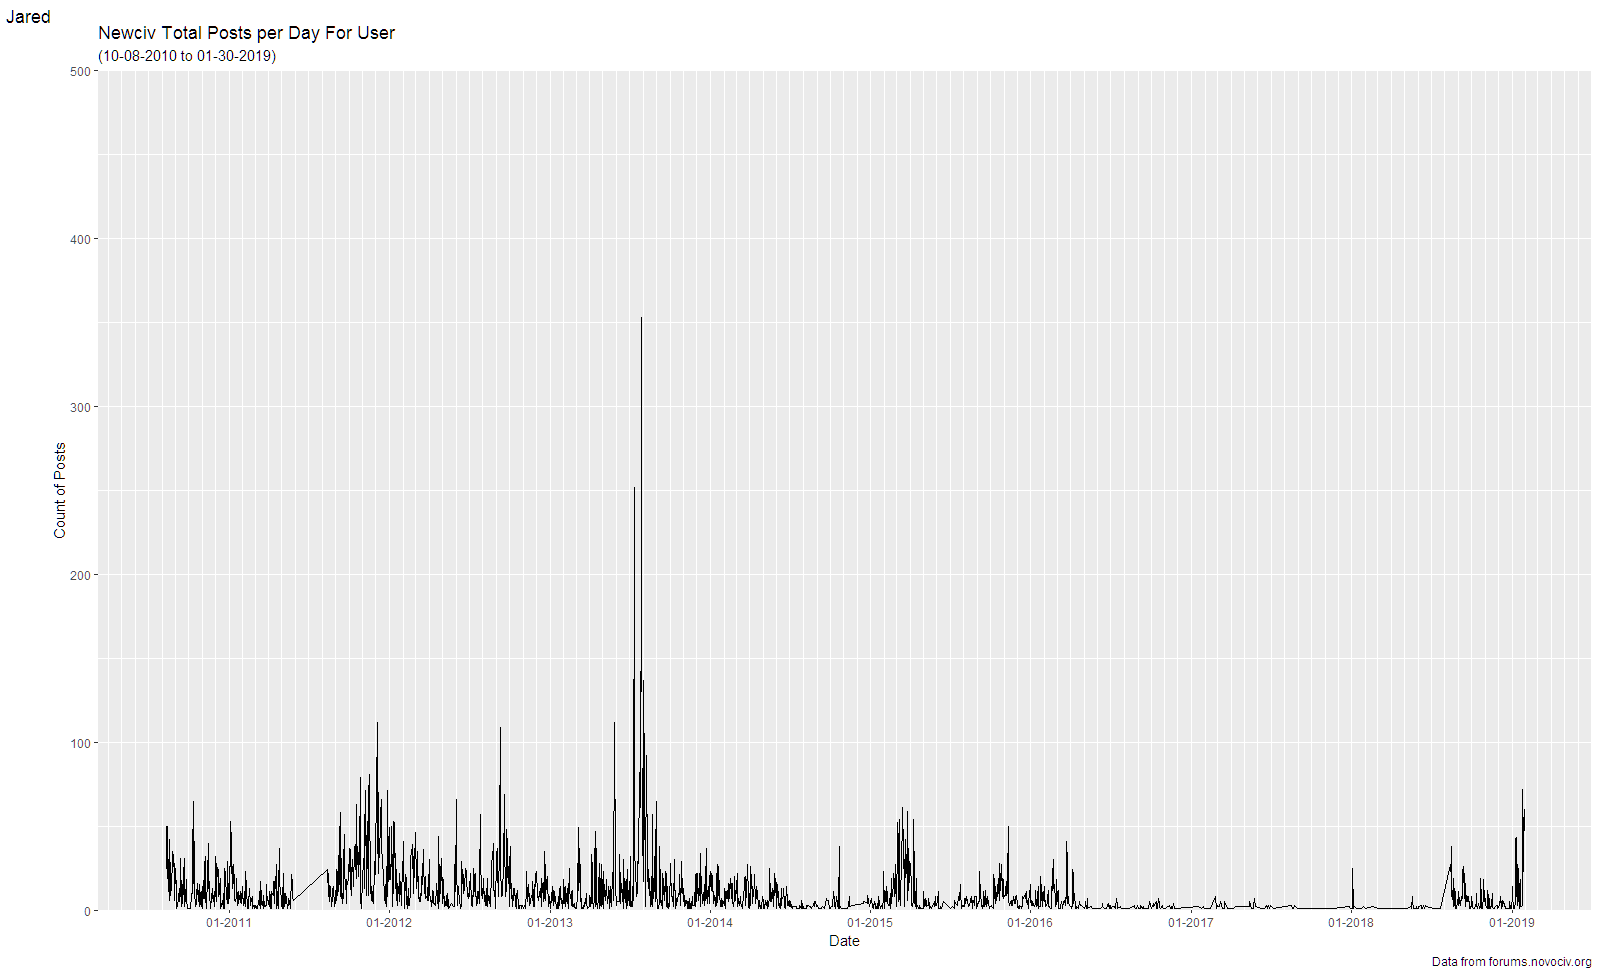 Jared
Newciv Total Posts per Day For User
(10-08-2010 to 01-30-2019)
500
400
300
200
100
0
Count of Posts
01-2011 01-2012 01-2013 01-2014 01-2015 01-2016 01-2017 01-2018 01-2019
Date
Data from forums.novociv.org